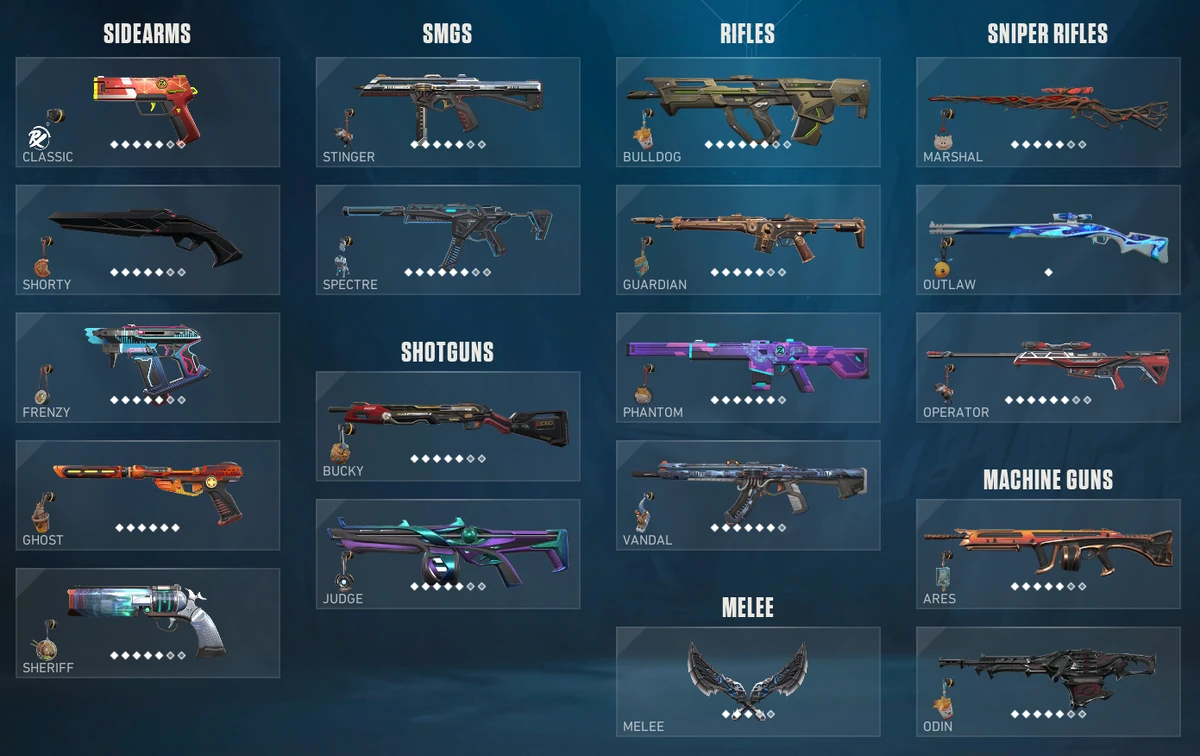 SIDEARMS
CLASSIC
SHORTY
FRENZY
GHOST
SHERIFF
SMGS
STINGER
SPECTRE
SHOTGUNS
BUCKY
JUDGE
RIFLES
BULLDOG
GUARDIAN
PHANTOM
VANDAL
MELEE
MELEE
SNIPER RIFLES
MARSHAL
OUTLAW
OPERATOR
MACHINE GUNS
ARES
ODIN